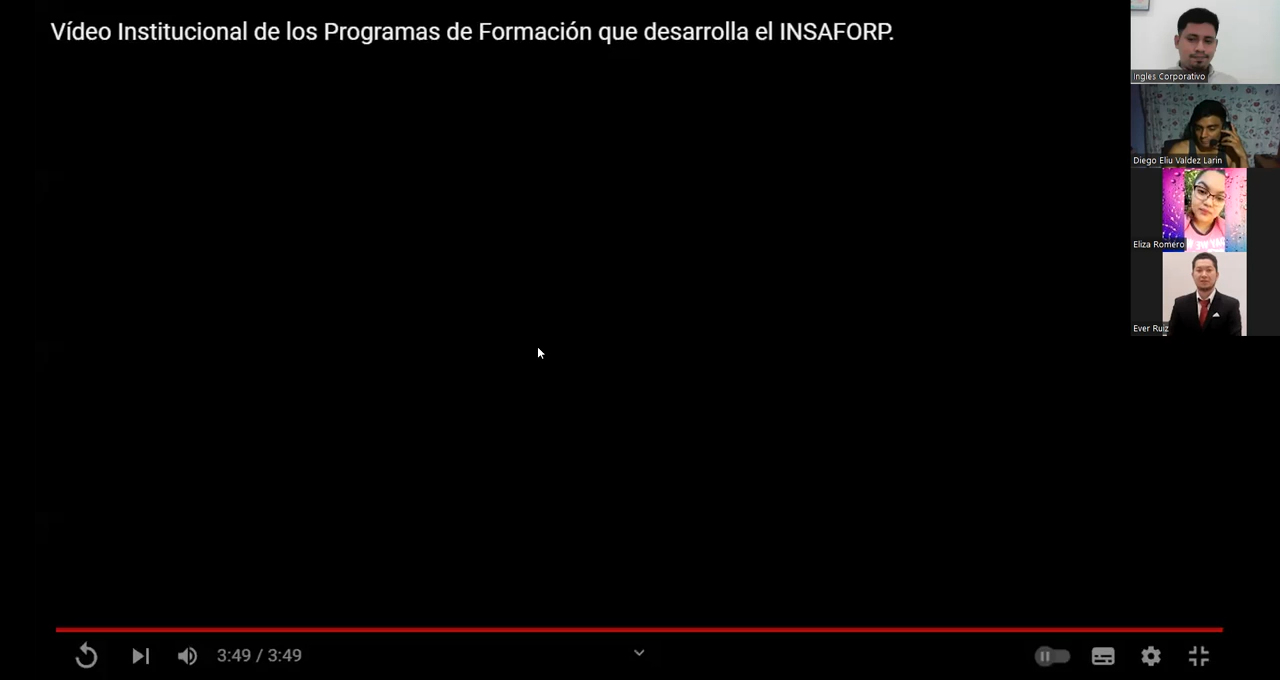 Vídeo Institucional de los Programas de Formación que desarrolla el INSAFORP.
Ingles Corporativo
Diego Eliu Valdez Larin
Eliza Romero
Ever Ruiz
3:49 / 3:49